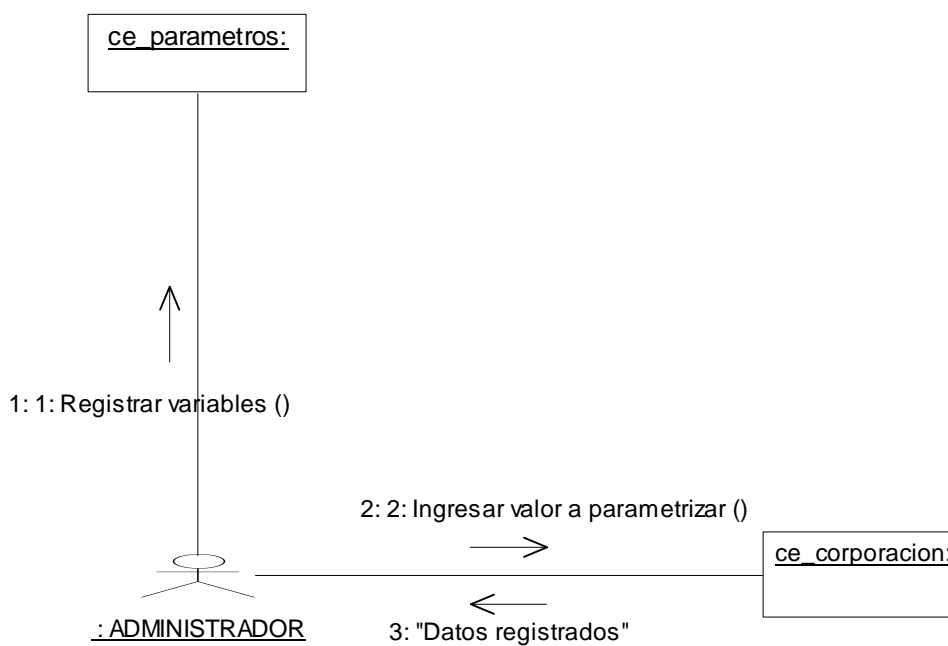 ce_parametros:
1: 1: Registrar variables ()
2: 2: Ingresar valor a parametrizar ()
ce_corporacion:
: ADMINISTRADOR
3: "Datos registrados"